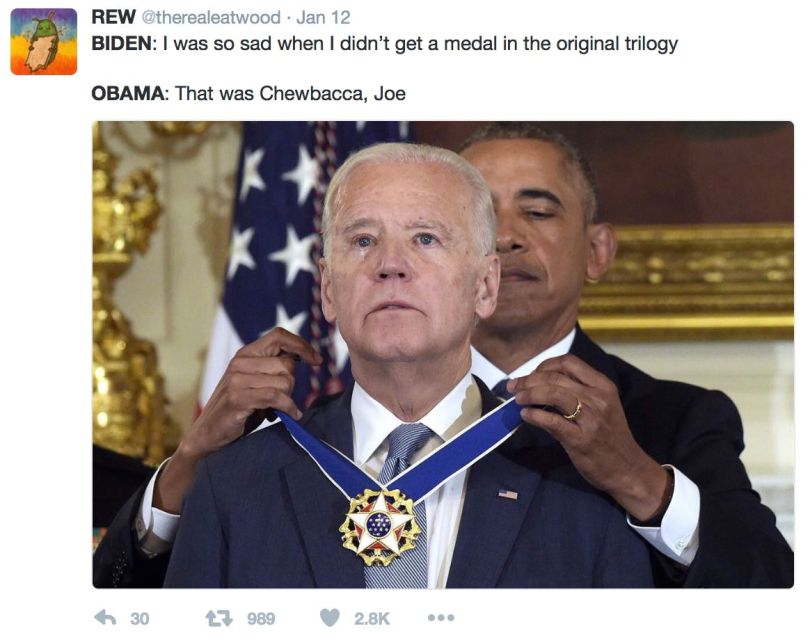 REW @therealeatwood · Jan 12
BIDEN: I was so sad when I didn't get a medal in the original trilogy
OBAMA: That was Chewbacca, Joe
30 989 2.8K